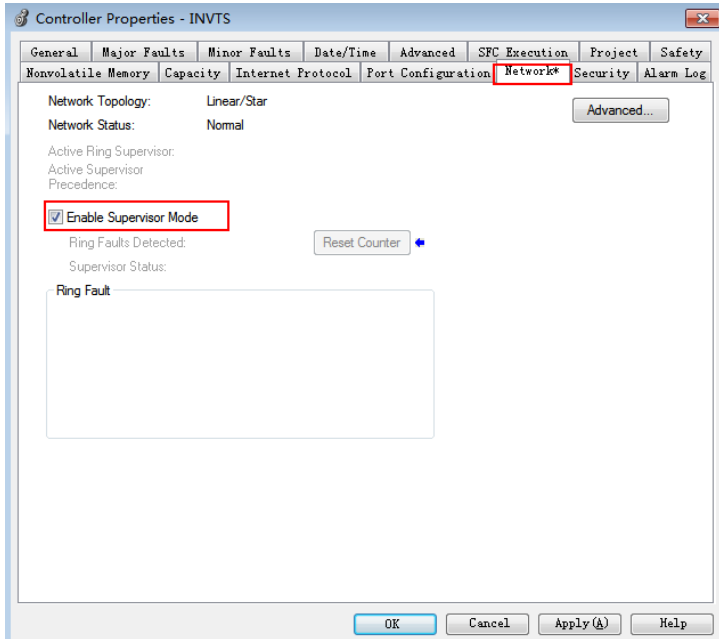 Controller Properties - INVTS
General Major Faults Minor Faults Date/Time Advanced SFC Execution Project Safety
Nonvolatile Memory Capacity Internet Protocol Port Configuration Network* Security Alarm Log
Network Topology: Linear/Star
Advanced...
Network Status: Normal
Active Ring Supervisor:
Active Supervisor
Precedence:
Enable Supervisor Mode
Ring Faults Detected: Reset Counter
Supervisor Status:
Ring Fault
OK Cancel Apply(A) Help